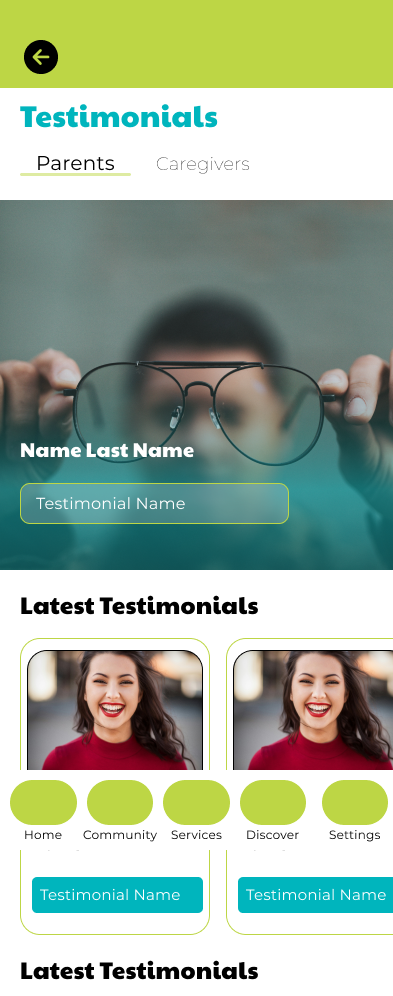 Testimonials
Parents Caregivers
Name Last Name
Testimonial Name
Latest Testimonials
Home Community Services Discover Settings
Testimonial Name Testimonial Name
Latest Testimonials